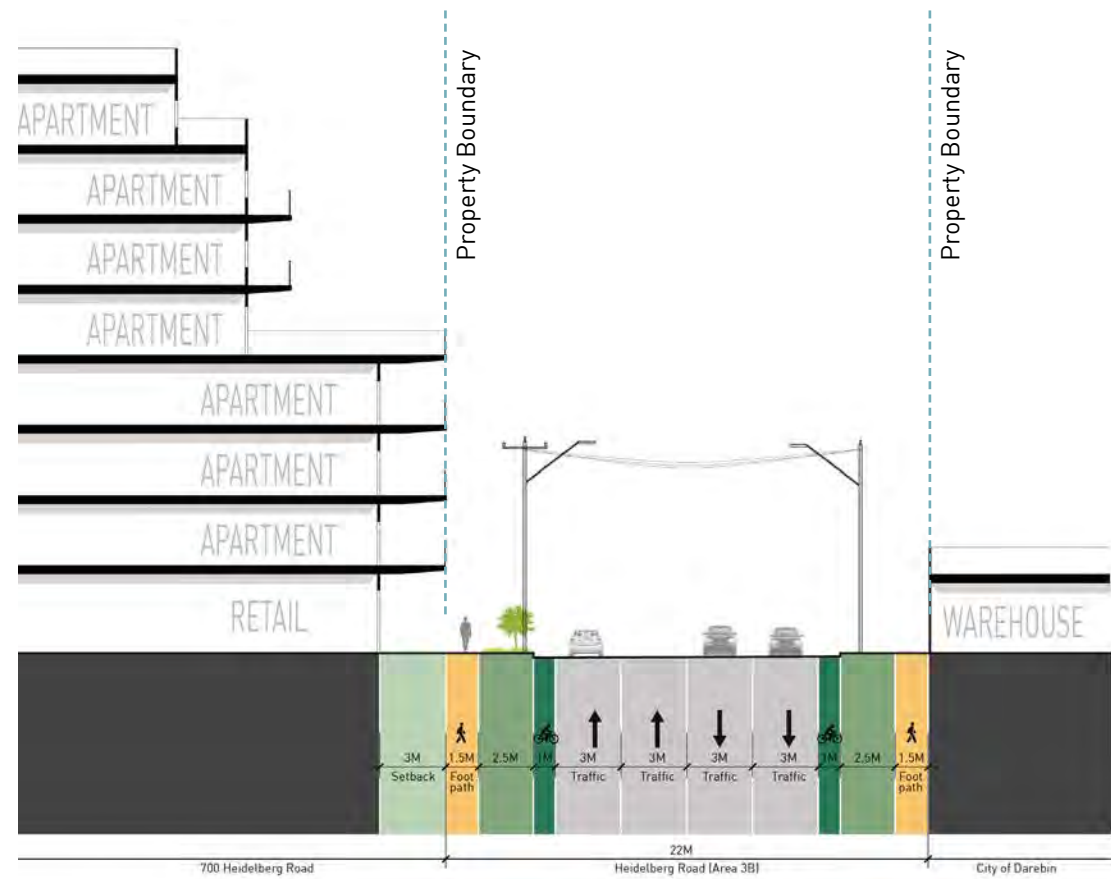 Property Boundary
Property Boundary
APARTMENT
APARTMENT
APARTMENT
APARTMENT
APARTMENT
APARTMENT
APARTMENT
RETAIL
WAREHOUSE
3M 1.5M 2.5M 1M 3M 3M 3M 3M 1M 2.5M 1.5M
Setback Foot path Traffic Traffic Traffic Traffic Foot path
22M
700 Heidelberg Road Heidelberg Road (Area 3B) City of Darebin